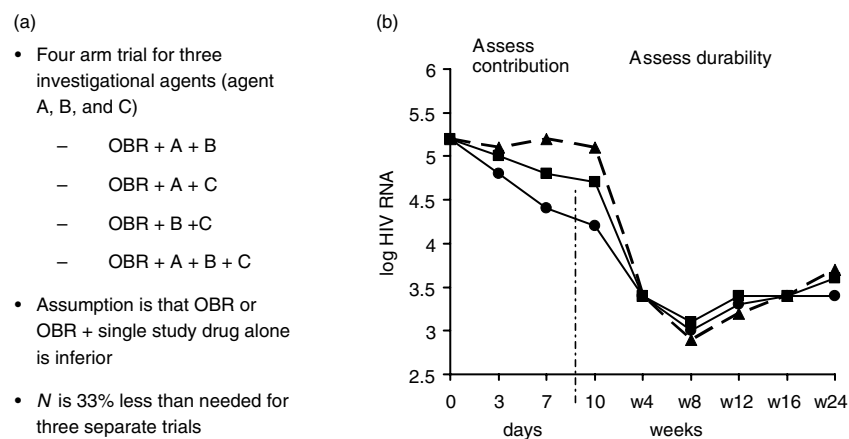 (a)
• Four arm trial for three
investigational agents (agent
A, B, and C)
– OBR + A + B
– OBR + A + C
– OBR + B +C
– OBR + A + B + C
• Assumption is that OBR or
OBR + single study drug alone
is inferior
• N is 33% less than needed for
three separate trials
(b)
Assess
contribution
Assess durability
log HIV RNA
6
5.5
5
4.5
4
3.5
3
2.5
0 3 7 10 w4 w8 w12 w16 w24
days weeks